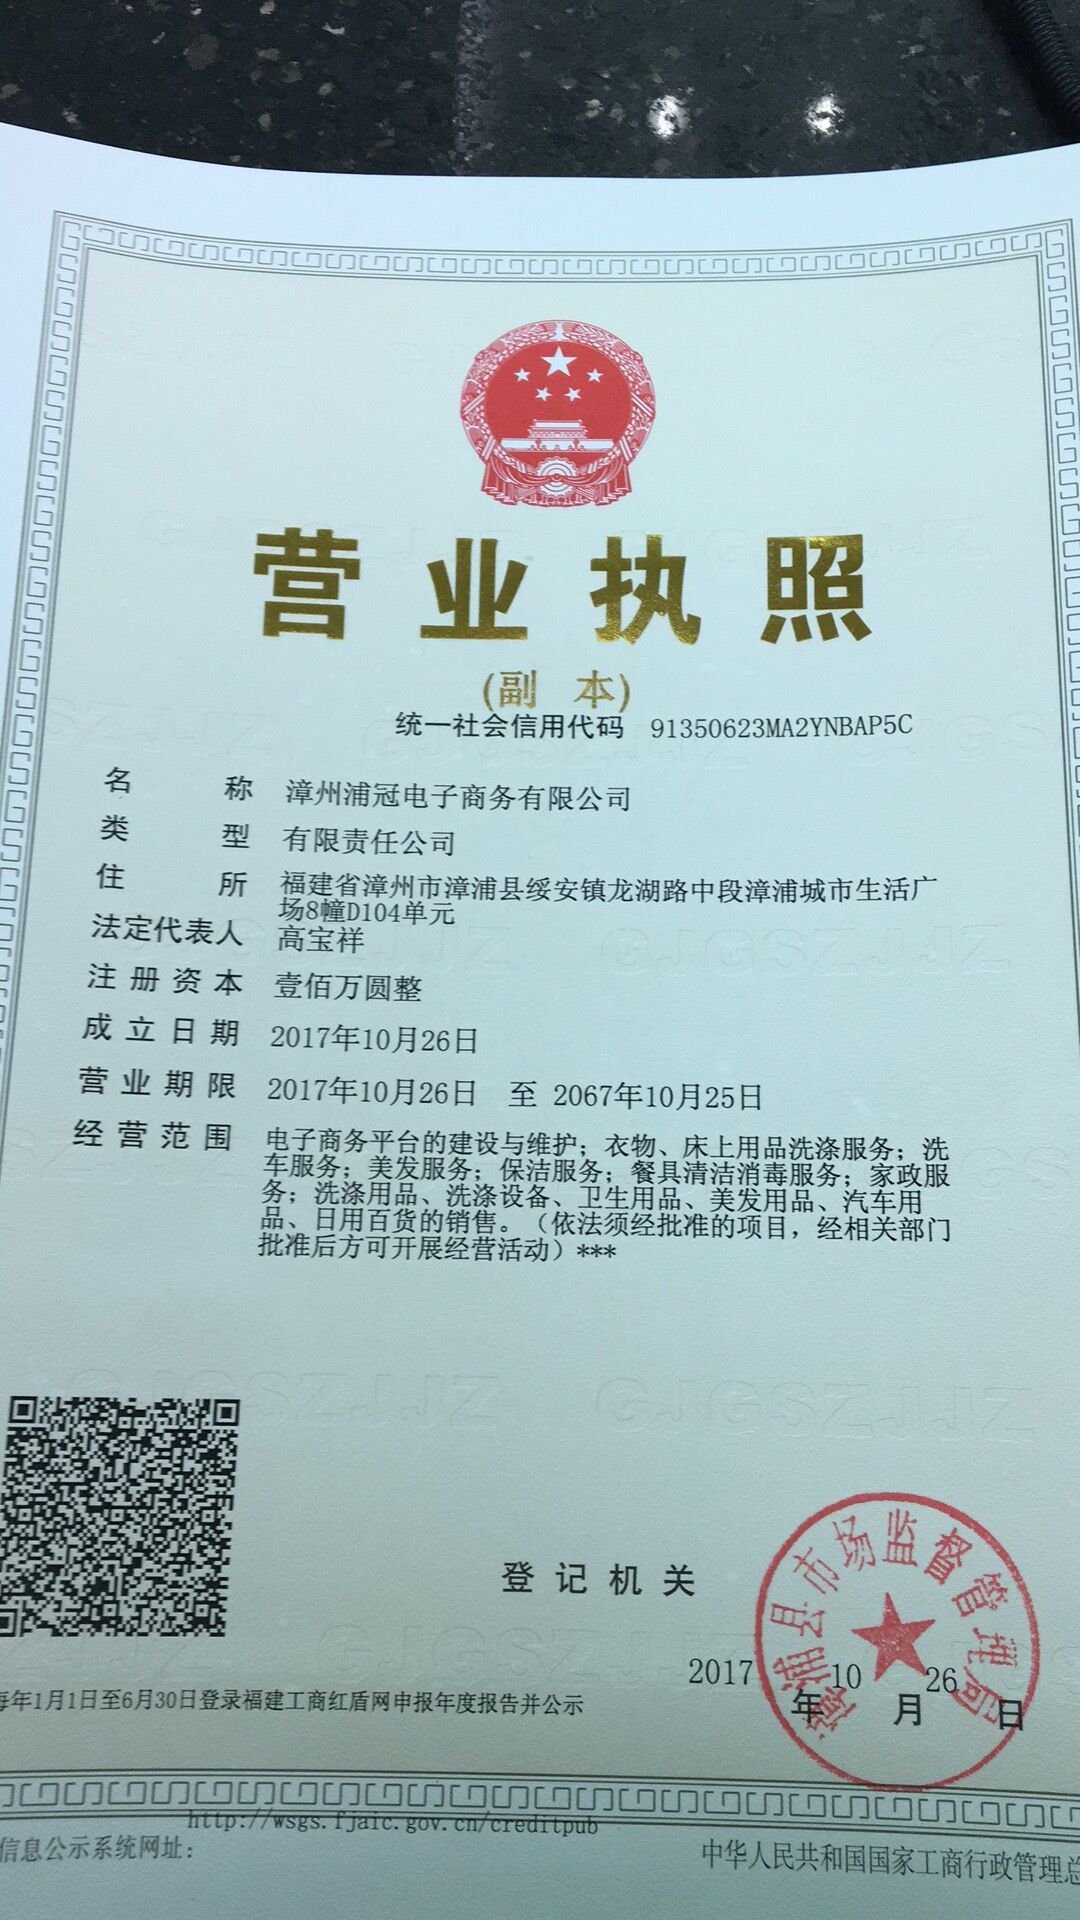 营业执照
(副 本)
统一社会信用代码 91350623MA2YNBAP5C
名 称 漳州浦冠电子商务有限公司
类 型 有限责任公司
住 所 福建省漳州市漳浦县绥安镇龙湖路中段漳浦城市生活广
场8幢D104单元
法定代表人 高宝祥
注册资本 壹佰万圆整
成立日期 2017年10月26日
营业期限 2017年10月26日 至 2067年10月25日
经营范围 电子商务平台的建设与维护；衣物、床上用品洗涤服务；洗
车服务；美发服务；保洁服务；餐具清洁消毒服务；家政服
务；洗涤用品、洗涤设备、卫生用品、美发用品、汽车用
品、日用百货的销售。（依法须经批准的项目，经相关部门
批准后方可开展经营活动）***
登记机关
漳浦县市场监督管理局
2017年10月26日
每年1月1日至6月30日登录福建工商红盾网申报年度报告并公示
http://wsgs.fjaic.gov.cn/creditpub
信息公示系统网址：
中华人民共和国国家工商行政管理总